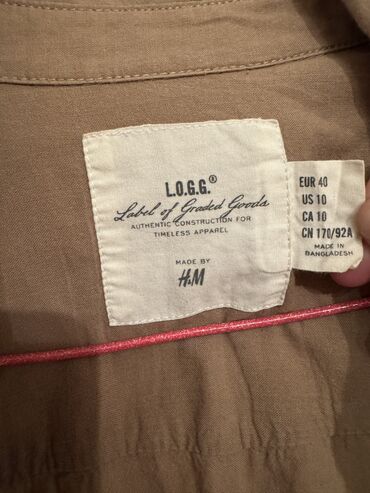 L.O.G.G.®
Label of Graded Goods
AUTHENTIC CONSTRUCTION FOR
TIMELESS APPAREL
MADE BY
H&M
EUR 40
US 10
CA 10
CN 170/92A
MADE IN
BANGLADESH